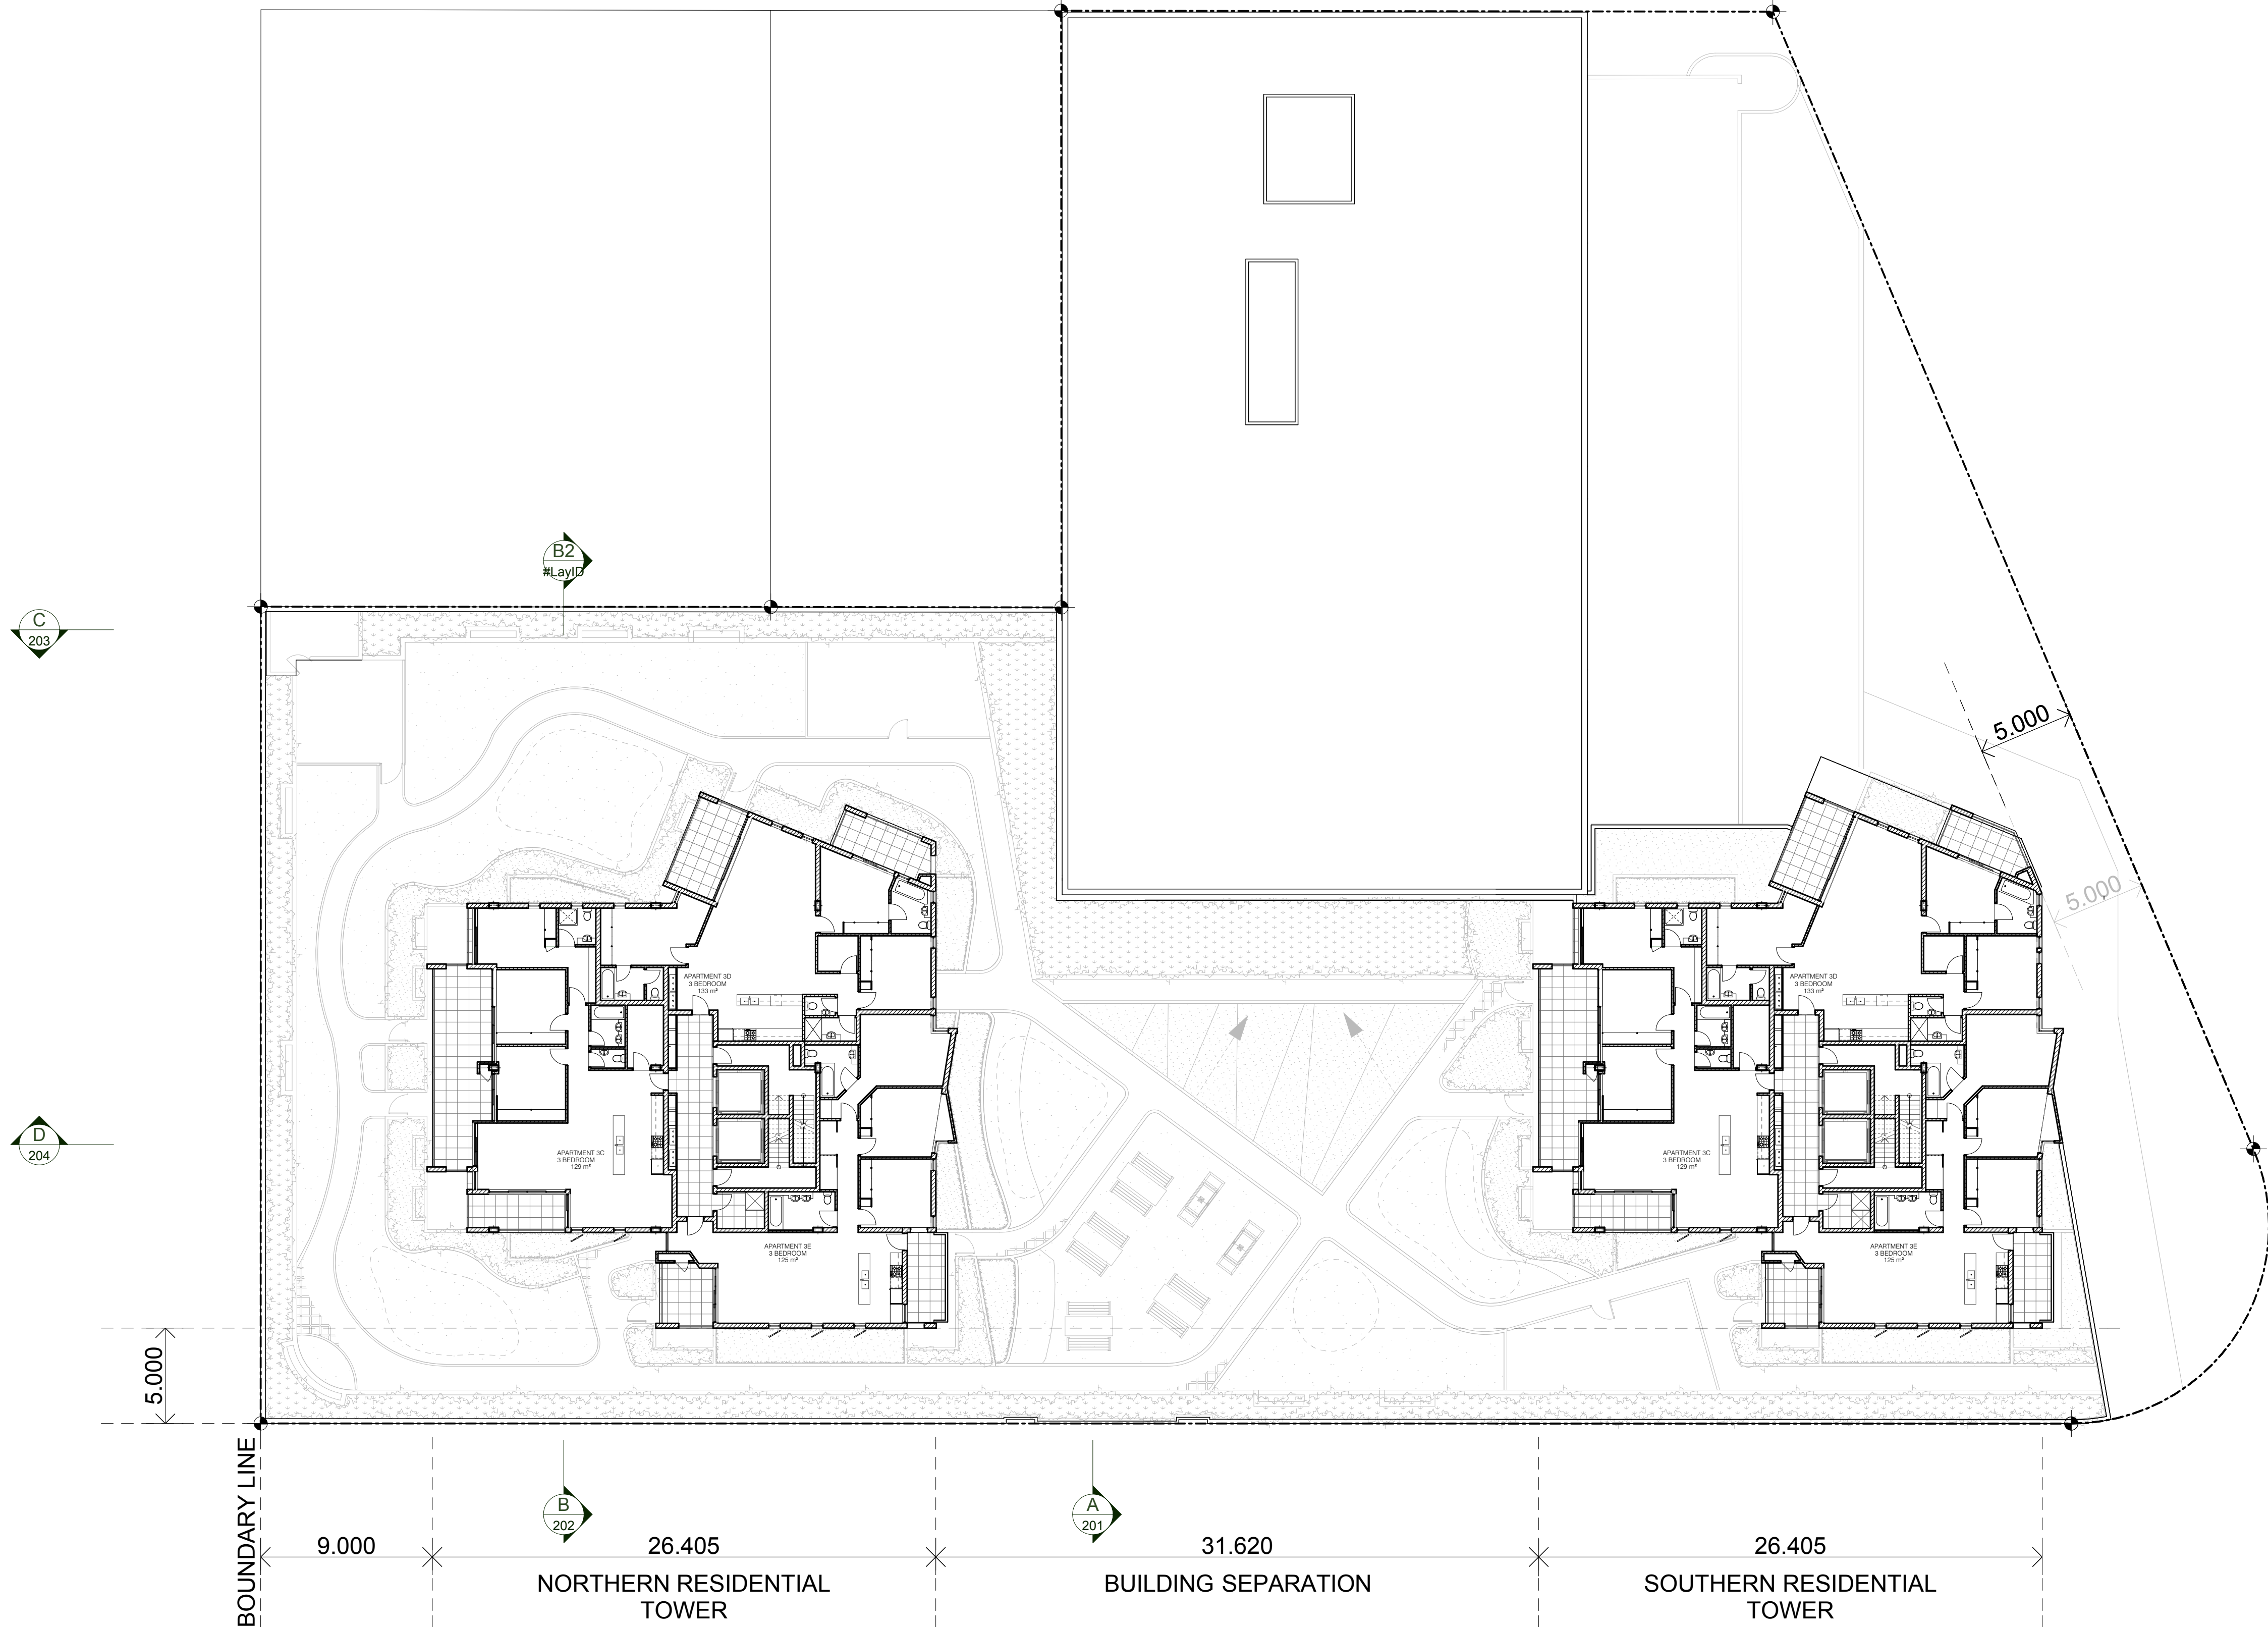 B2
#LayID
C
203
5.000
5.000
APARTMENT 3D
3 BEDROOM
133 m²
APARTMENT 3D
3 BEDROOM
133 m²
D
204
APARTMENT 3C
3 BEDROOM
129 m²
APARTMENT 3C
3 BEDROOM
129 m²
APARTMENT 3E
3 BEDROOM
125 m²
APARTMENT 3E
3 BEDROOM
125 m²
5.000
BOUNDARY LINE
B
202
A
201
9.000
26.405
31.620
26.405
NORTHERN RESIDENTIAL
TOWER
BUILDING SEPARATION
SOUTHERN RESIDENTIAL
TOWER